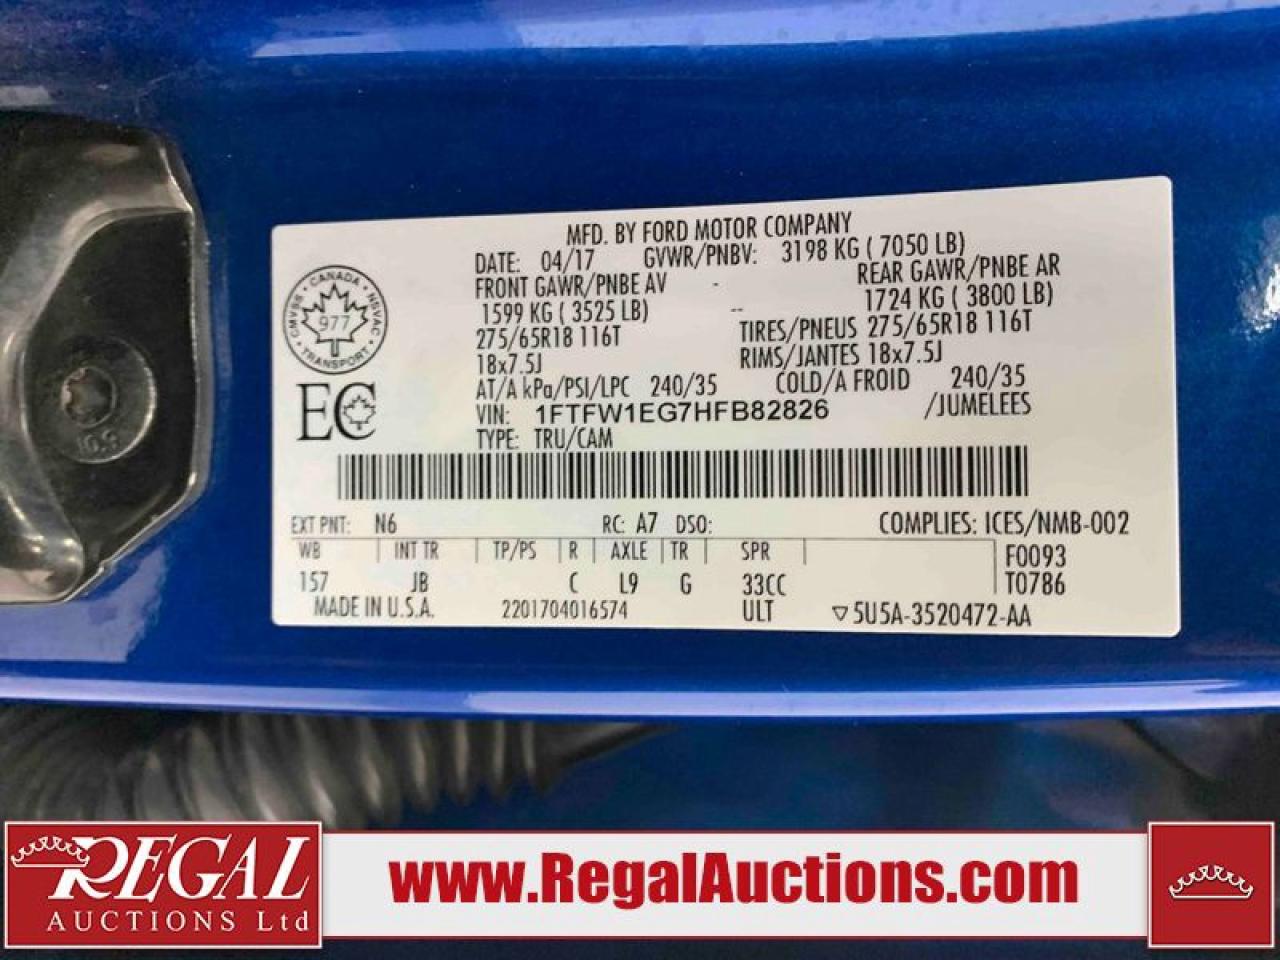 MFD. BY FORD MOTOR COMPANY
DATE: 04/17 GVWR/PNBV: 3198 KG ( 7050 LB)
FRONT GAWR/PNBE AV - REAR GAWR/PNBE AR
1599 KG ( 3525 LB) -- 1724 KG ( 3800 LB)
275/65R18 116T TIRES/PNEUS 275/65R18 116T
18x7.5J RIMS/JANTES 18x7.5J
AT/A kPa/PSI/LPC 240/35 COLD/A FROID 240/35
VIN: 1FTFW1EG7HFB82826 /JUMELEES
TYPE: TRU/CAM
CANADA
CMVSS NSVAC
977
TRANSPORT
EC
EXT PNT: N6 RC: A7 DSO: COMPLIES: ICES/NMB-002
WB INT TR TP/PS R AXLE TR SPR F0093
157 JB C L9 G 33CC T0786
MADE IN U.S.A. 2201704016574 ULT ▽5U5A-3520472-AA
10.9
REGAL
AUCTIONS Ltd
www.RegalAuctions.com